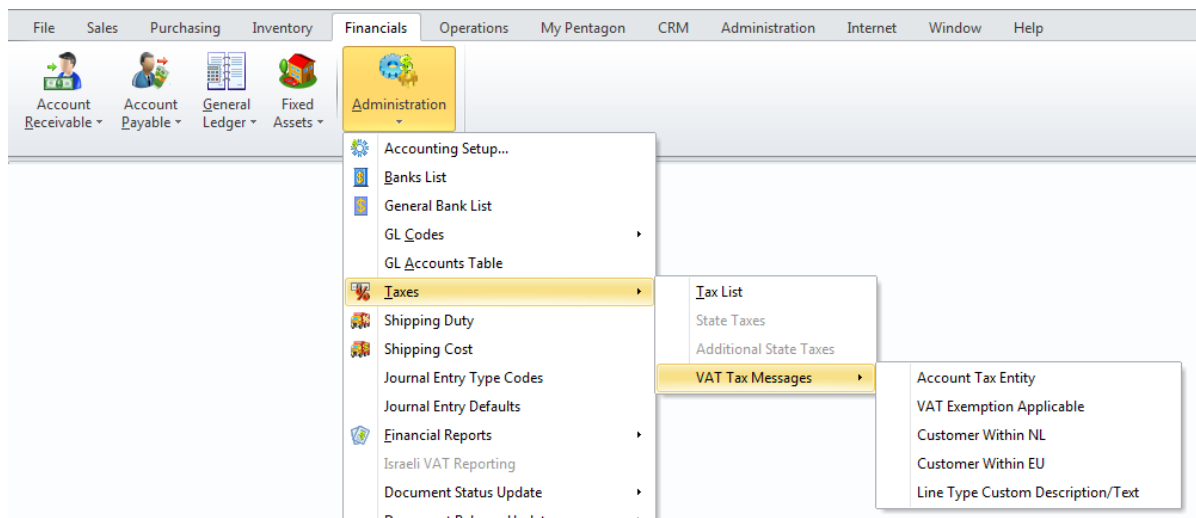 File Sales Purchasing Inventory Financials Operations My Pentagon CRM Administration Internet Window Help
Account Receivable
Account Payable
General Ledger
Fixed Assets
Administration
Accounting Setup...
Banks List
General Bank List
GL Codes
GL Accounts Table
Taxes
Shipping Duty
Shipping Cost
Journal Entry Type Codes
Journal Entry Defaults
Financial Reports
Israeli VAT Reporting
Document Status Update
Tax List
State Taxes
Additional State Taxes
VAT Tax Messages
Account Tax Entity
VAT Exemption Applicable
Customer Within NL
Customer Within EU
Line Type Custom Description/Text